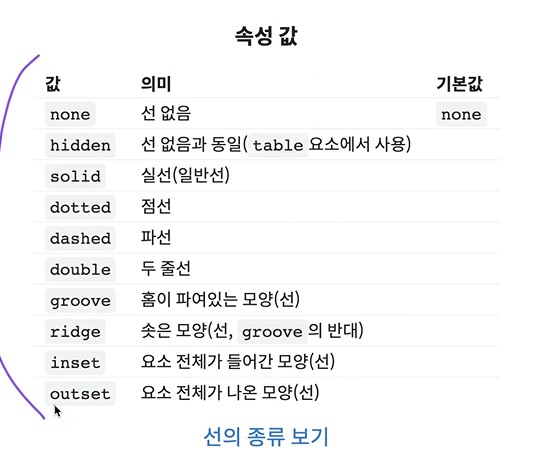 속성 값
값 의미 기본값
none 선 없음 none
hidden 선 없음과 동일( table 요소에서 사용)
solid 실선(일반선)
dotted 점선
dashed 파선
double 두 줄선
groove 홈이 파여있는 모양(선)
ridge 솟은 모양(선, groove 의 반대)
inset 요소 전체가 들어간 모양(선)
outset 요소 전체가 나온 모양(선)
선의 종류 보기